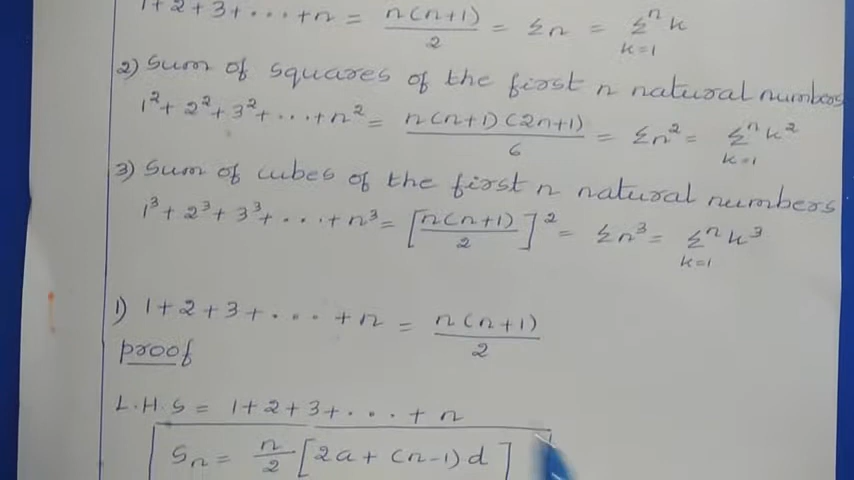 1+2+3+...+n = n(n+1)/2 = Σn = Σ^n_{k=1} k
2) Sum of squares of the first n natural numbers
1²+2²+3²+...+n² = n(n+1)(2n+1)/6 = Σn² = Σ^n_{k=1} k²
3) Sum of cubes of the first n natural numbers
1³+2³+3³+...+n³ = [n(n+1)/2]² = Σn³ = Σ^n_{k=1} k³
1) 1+2+3+....+n = n(n+1)/2
proof
L.H.S = 1+2+3+...+n
Sn = n/2 [2a+(n-1)d]